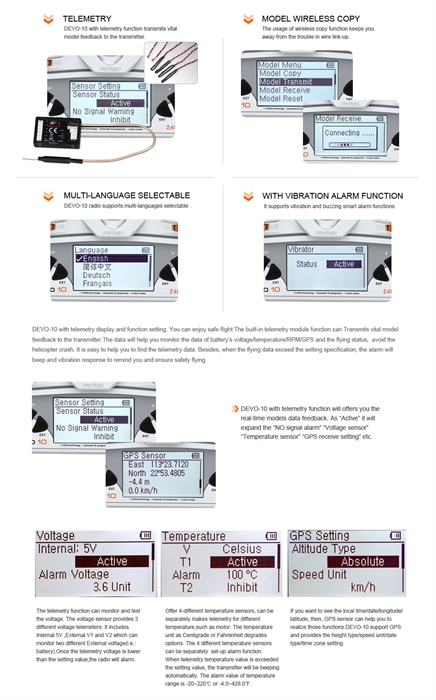 TELEMETRY
DEVO-10 with telemetry function transmits vital
model feedback to the transmitter.
Sensor Setting
Sensor Status
Active
No Signal Warning
Inhibit
MODEL WIRELESS COPY
The usage of wireless copy function keeps you
away from the trouble in wire link-up.
Model Menu
Model Copy
Model Transmit
Model Receive
Model Reset
Model Receive
Connecting ......
MULTI-LANGUAGE SELECTABLE
DEVO-10 radio supports multi-languages selectable .
Language
✓English
简体中文
Deutsch
Français
WITH VIBRATION ALARM FUNCTION
It supports vibration and buzzing smart alarm functions
Vibrator
Status Active
DEVO-10 with telemetry display and function setting. You can enjoy safe flight The built-in telemetry module function can Transmits vital model
feedback to the transmitter.The data will help you monitor the data of battery's voltage/temperature/RPM/GPS and the flying status, avoid the
helicopter crash. It is easy to help you to find the telemetry data. Besides, when the flying data exceed the setting specification, the alarm will
beep and vibration response to remind you and ensure safety flying.
Sensor Setting
Sensor Status
Active
No Signal Warning
Inhibit
GPS Sensor
East 113º23.7120
North 22º53.4805
-4.4 m
0.0 km/h
DEVO-10 with telemetry function will offers you the
real-time models data feedback. As "Active" it will
expand the "NO signal alarm" "Voltage sensor"
"Temperature sensor" "GPS receive setting" etc.
Voltage
Internal: 5V
Active
Alarm Voltage
3.6 Unit
Temperature
V Celsius
T1 Active
Alarm 100 ºC
T2 Inhibit
GPS Setting
Altitude Type
Absolute
Speed Unit
km/h
The telemetry function can monitor and test
the voltage. The voltage sensor provides 3
different voltage telemeters: It includes
Internal 5V ,External V1 and V2 which can
monitor two different External voltage(i.e.:
battery).Once the telemetry voltage is lower
than the setting value,the radio will alarm.
Offer 4-different temperature sensors, can be
separately makes telemetry for different
temperature,such as motor. The temperature
unit as Centigrade or Fahrenheit degrades
options. The 4 different temperature sensors
can be separately set-up alarm function.
When telemetry temperature value is exceeded
the setting value, the transmitter will be beeping
automatically. The alarm value of temperature
range is -20~220℃ or -4.0~428.0℉.
If you want to see the local time/date/longitude/
latitude, then, GPS sensor can help you to
realize those functions.DEVO-10 support GPS
and provides the height type/speed unit/date
type/time zone setting.